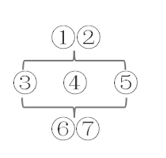 ①②
③ ④ ⑤
⑥⑦